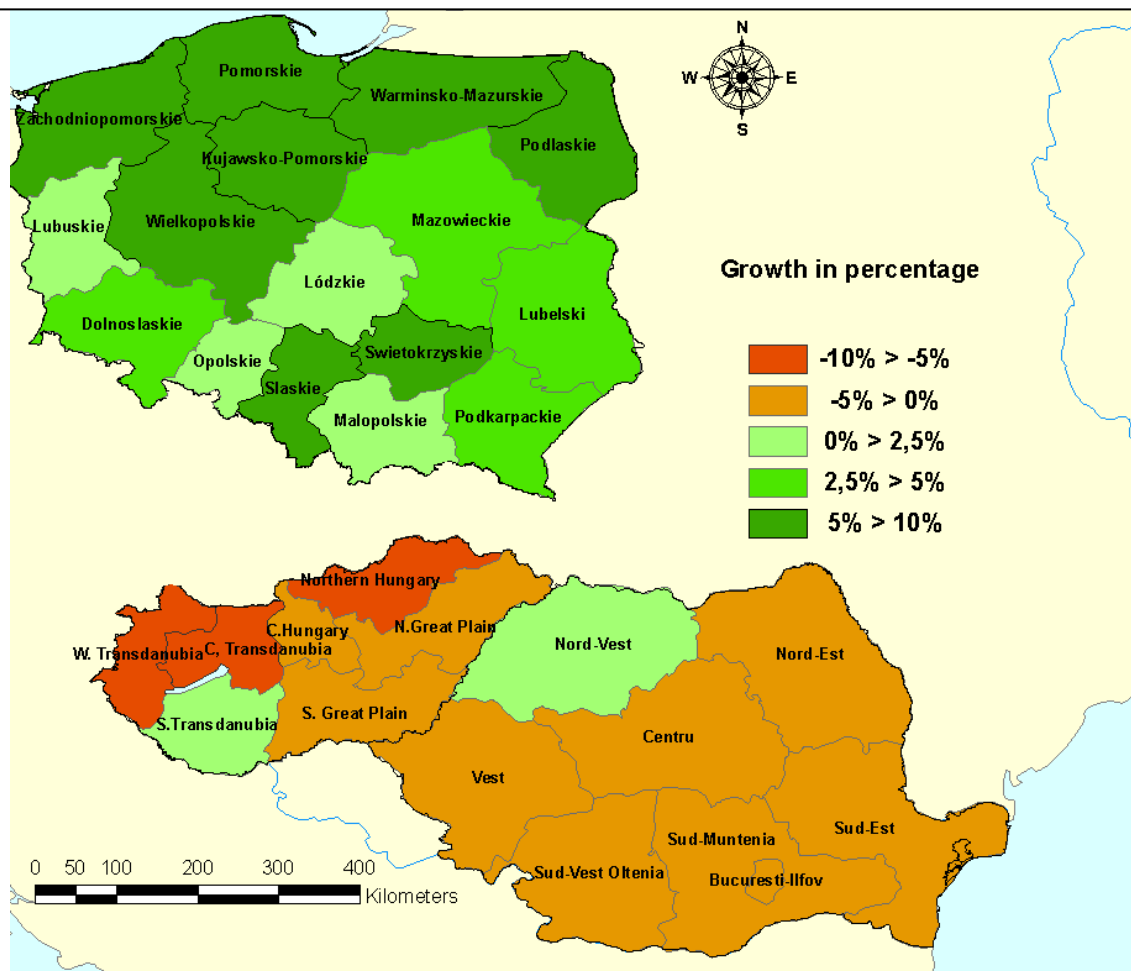 N
W E
S
Pomorskie
Warminsko-Mazurskie
Zachodniopomorskie
Podlaskie
Kujawsko-Pomorskie
Wielkopolskie
Mazowieckie
Lubuskie
Lódzkie
Lubelski
Dolnoslaskie
Opolskie
Swietokrzyskie
Slaskie
Malopolskie
Podkarpackie
Growth in percentage
-10% > -5%
-5% > 0%
0% > 2,5%
2,5% > 5%
5% > 10%
Northern Hungary
C.Hungary
N.Great Plain
W. Transdanubia
C, Transdanubia
S.Transdanubia
S. Great Plain
Nord-Vest
Nord-Est
Centru
Vest
Sud-Est
Sud-Muntenia
Sud-Vest Oltenia
Bucuresti-Ilfov
0 50 100 200 300 400
Kilometers